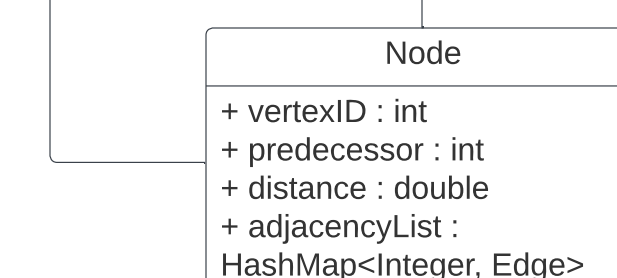 Node
+ vertexID : int
+ predecessor : int
+ distance : double
+ adjacencyList :
HashMap<Integer, Edge>